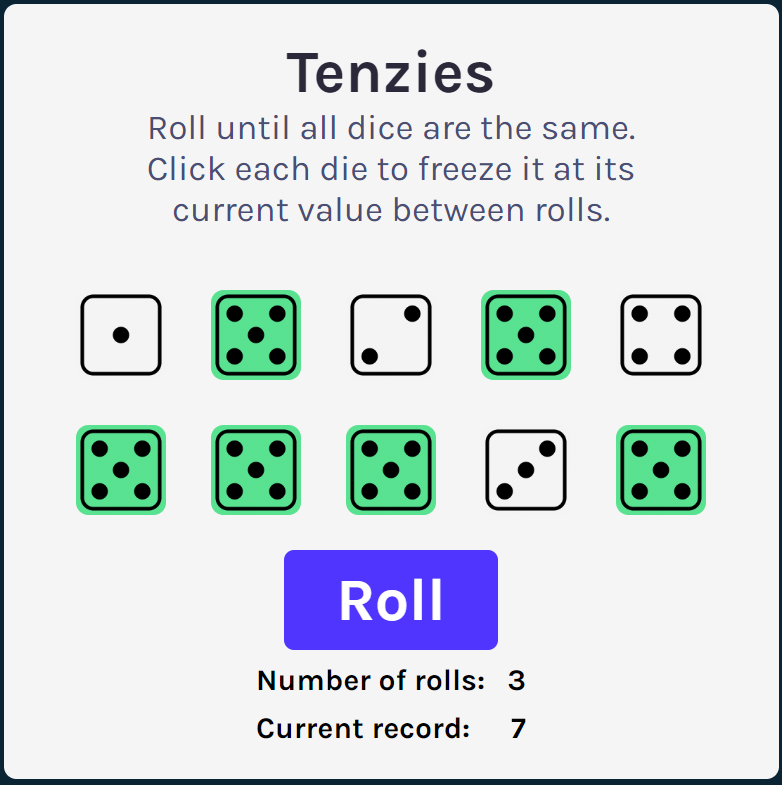 Tenzies
Roll until all dice are the same.
Click each die to freeze it at its
current value between rolls.
Roll
Number of rolls: 3
Current record: 7